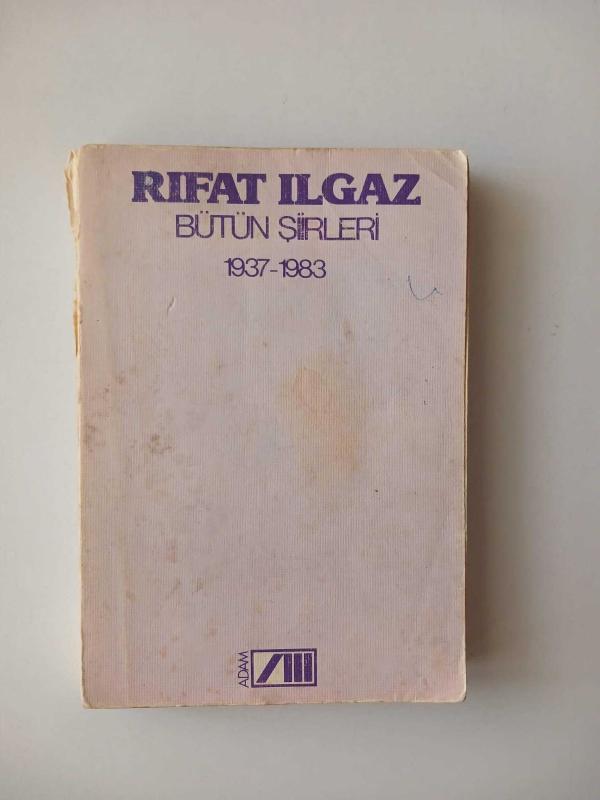 RIFAT ILGAZ
BÜTÜN ŞİİRLERİ
1937-1983
ADAM